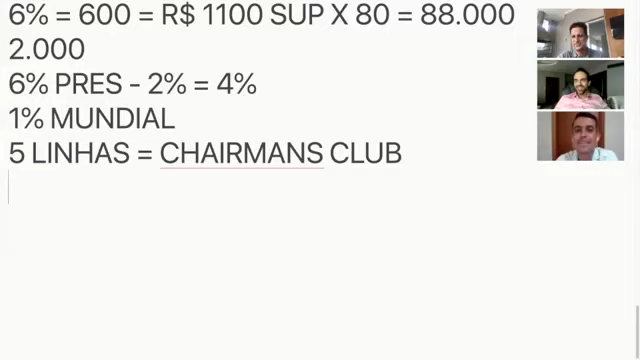 6% = 600 = R$ 1100 SUP X 80 = 88.000
2.000
6% PRES - 2% = 4%
1% MUNDIAL
5 LINHAS = CHAIRMANS CLUB